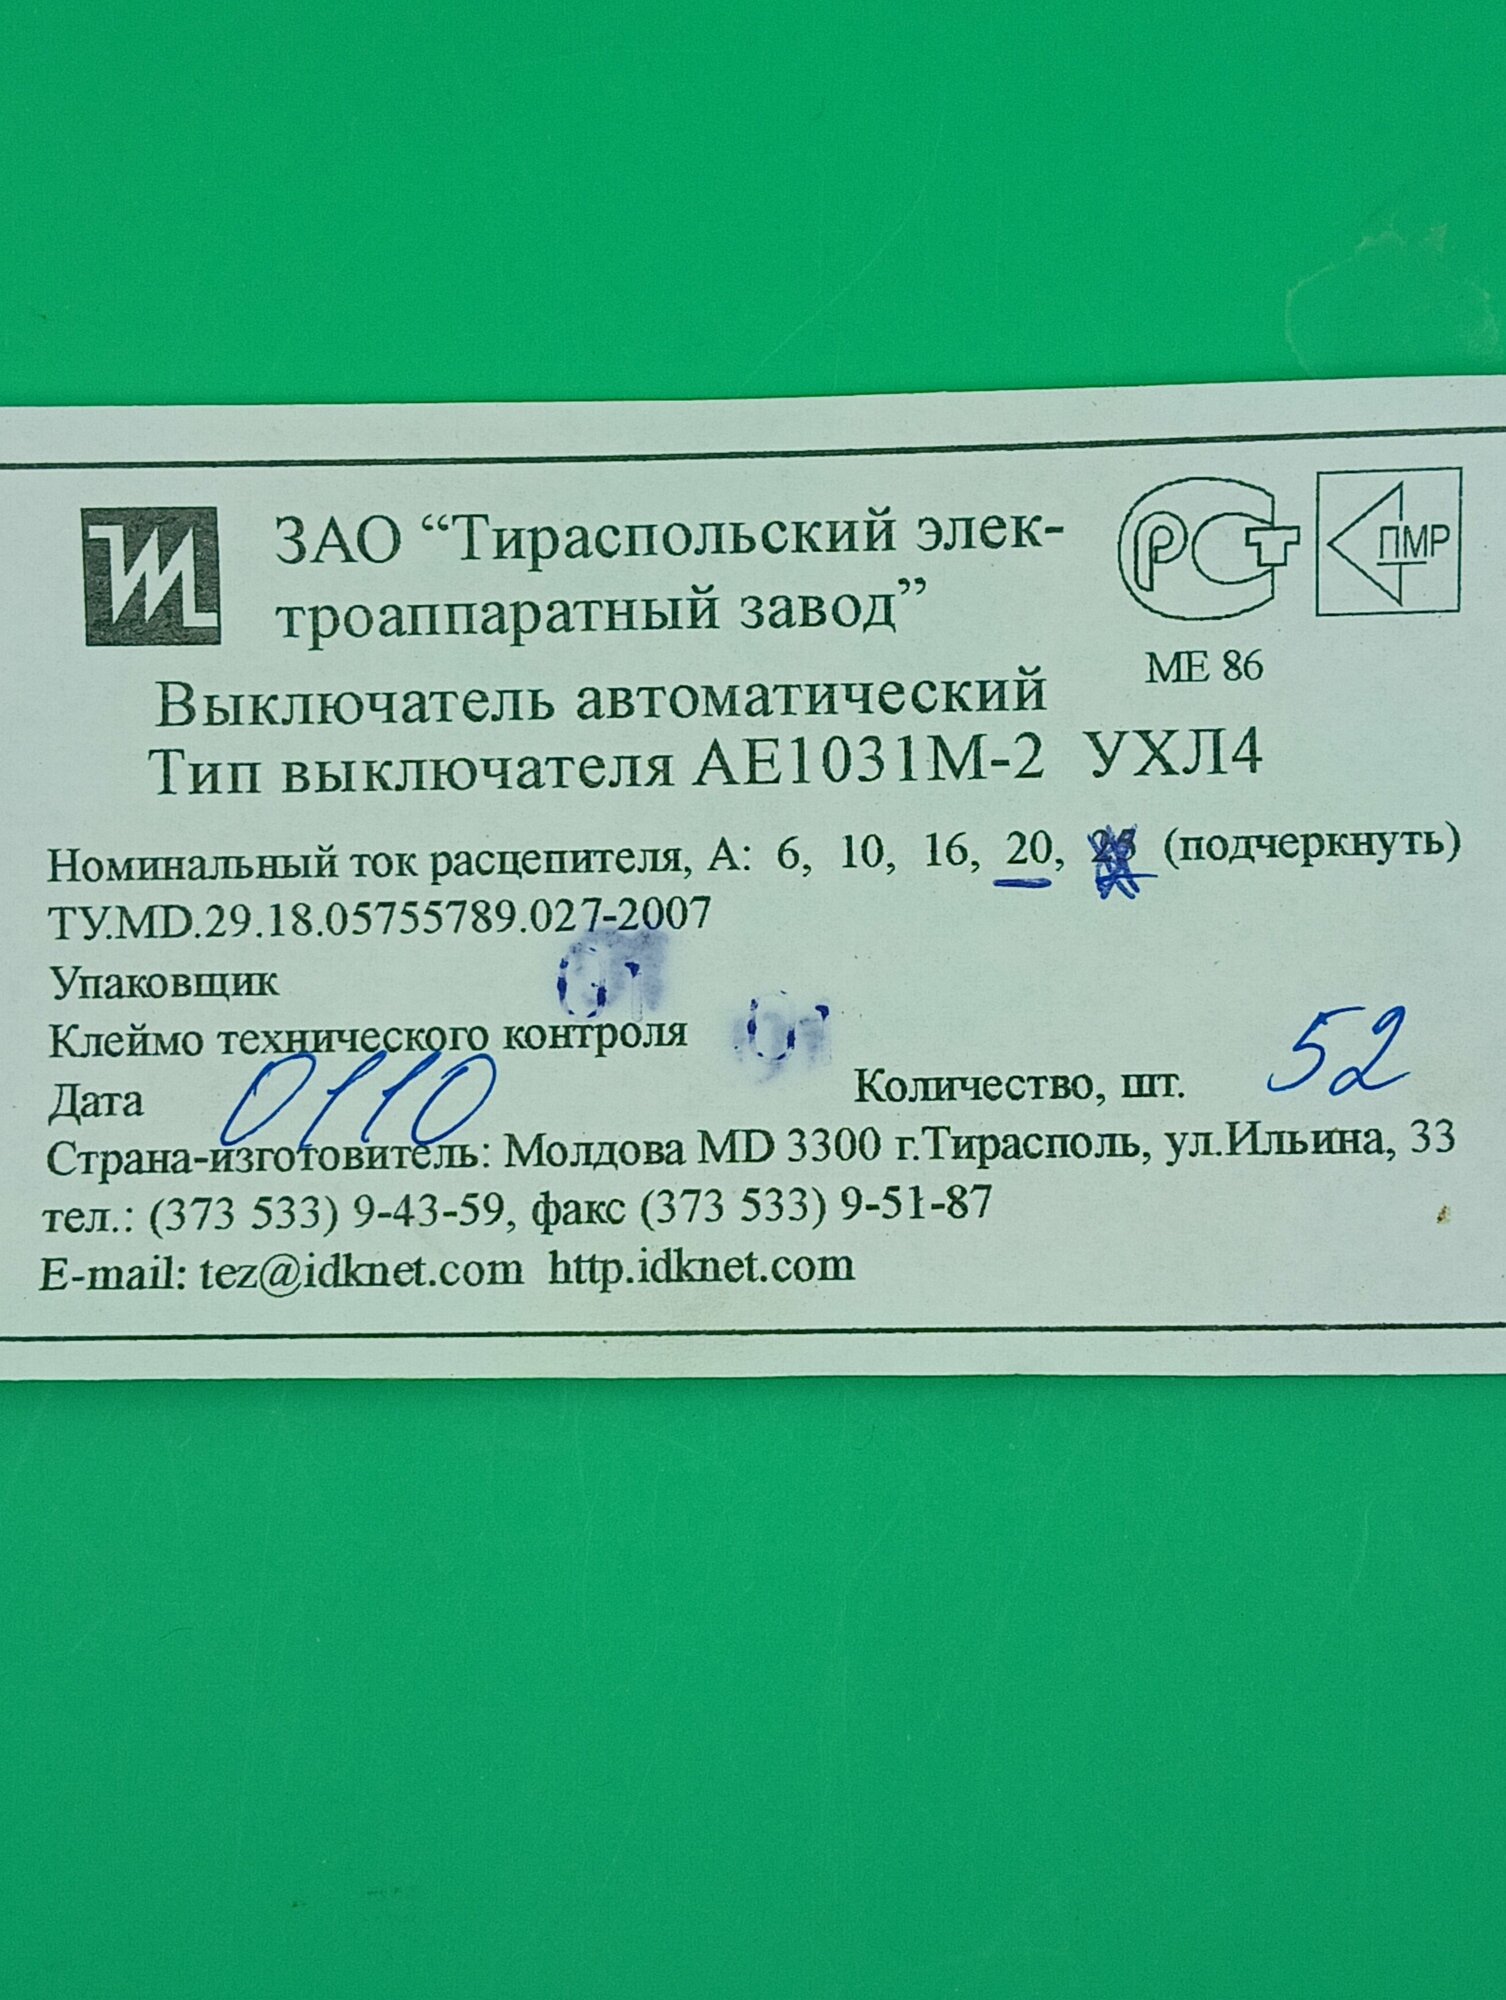 ЗАО “Тираспольский элек-
троаппаратный завод”
РСТ
ПМР
МЕ 86
Выключатель автоматический
Тип выключателя АЕ1031М-2 УХЛ4
Номинальный ток расцепителя, А: 6, 10, 16, 20, 25 (подчеркнуть)
ТУ.MD.29.18.05755789.027-2007
Упаковщик
Клеймо технического контроля
Дата 0110 Количество, шт. 52
Страна-изготовитель: Молдова MD 3300 г.Тирасполь, ул.Ильина, 33
тел.: (373 533) 9-43-59, факс (373 533) 9-51-87
E-mail: tez@idknet.com http.idknet.com